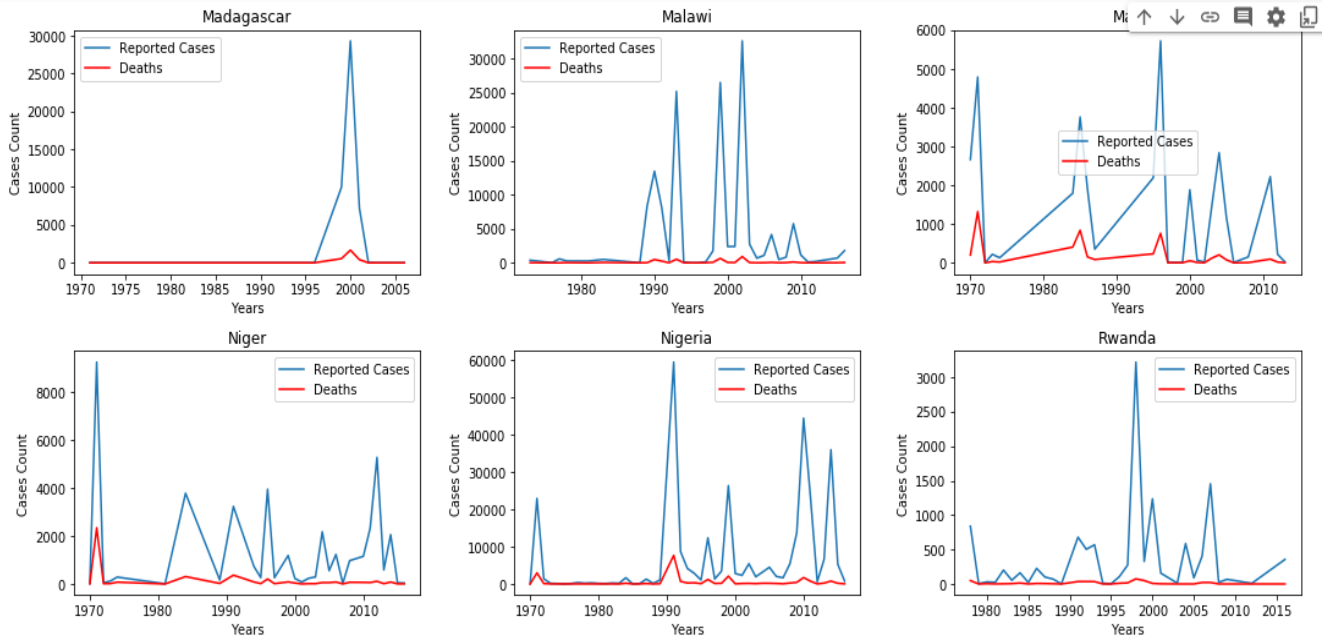 Madagascar
30000
25000
20000
15000
10000
5000
0
Cases Count
Reported Cases
Deaths
1970 1975 1980 1985 1990 1995 2000 2005
Years
Malawi
30000
25000
20000
15000
10000
5000
0
Cases Count
Reported Cases
Deaths
1980 1990 2000 2010
Years
Ma
6000
5000
4000
3000
2000
1000
0
Cases Count
Reported Cases
Deaths
1970 1980 1990 2000 2010
Years
Niger
8000
6000
4000
2000
0
Cases Count
Reported Cases
Deaths
1970 1980 1990 2000 2010
Years
Nigeria
60000
50000
40000
30000
20000
10000
0
Cases Count
Reported Cases
Deaths
1970 1980 1990 2000 2010
Years
Rwanda
3000
2500
2000
1500
1000
500
0
Cases Count
Reported Cases
Deaths
1980 1985 1990 1995 2000 2005 2010 2015
Years